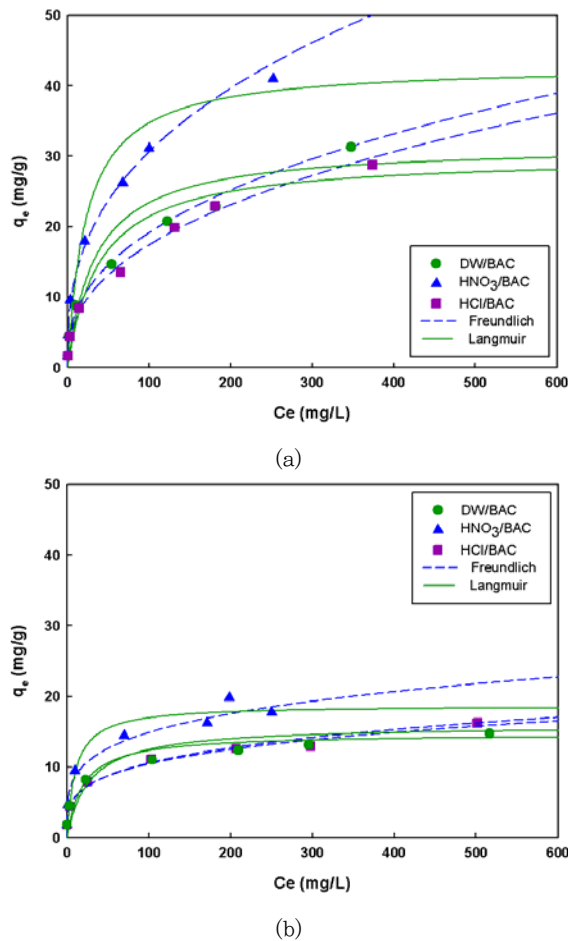 50
40
30
20
10
0
q_e (mg/g)
DW/BAC
HNO3/BAC
HCl/BAC
Freundlich
Langmuir
0 100 200 300 400 500 600
Ce (mg/L)
(a)
50
40
30
20
10
0
q_e (mg/g)
DW/BAC
HNO3/BAC
HCl/BAC
Freundlich
Langmuir
0 100 200 300 400 500 600
Ce (mg/L)
(b)